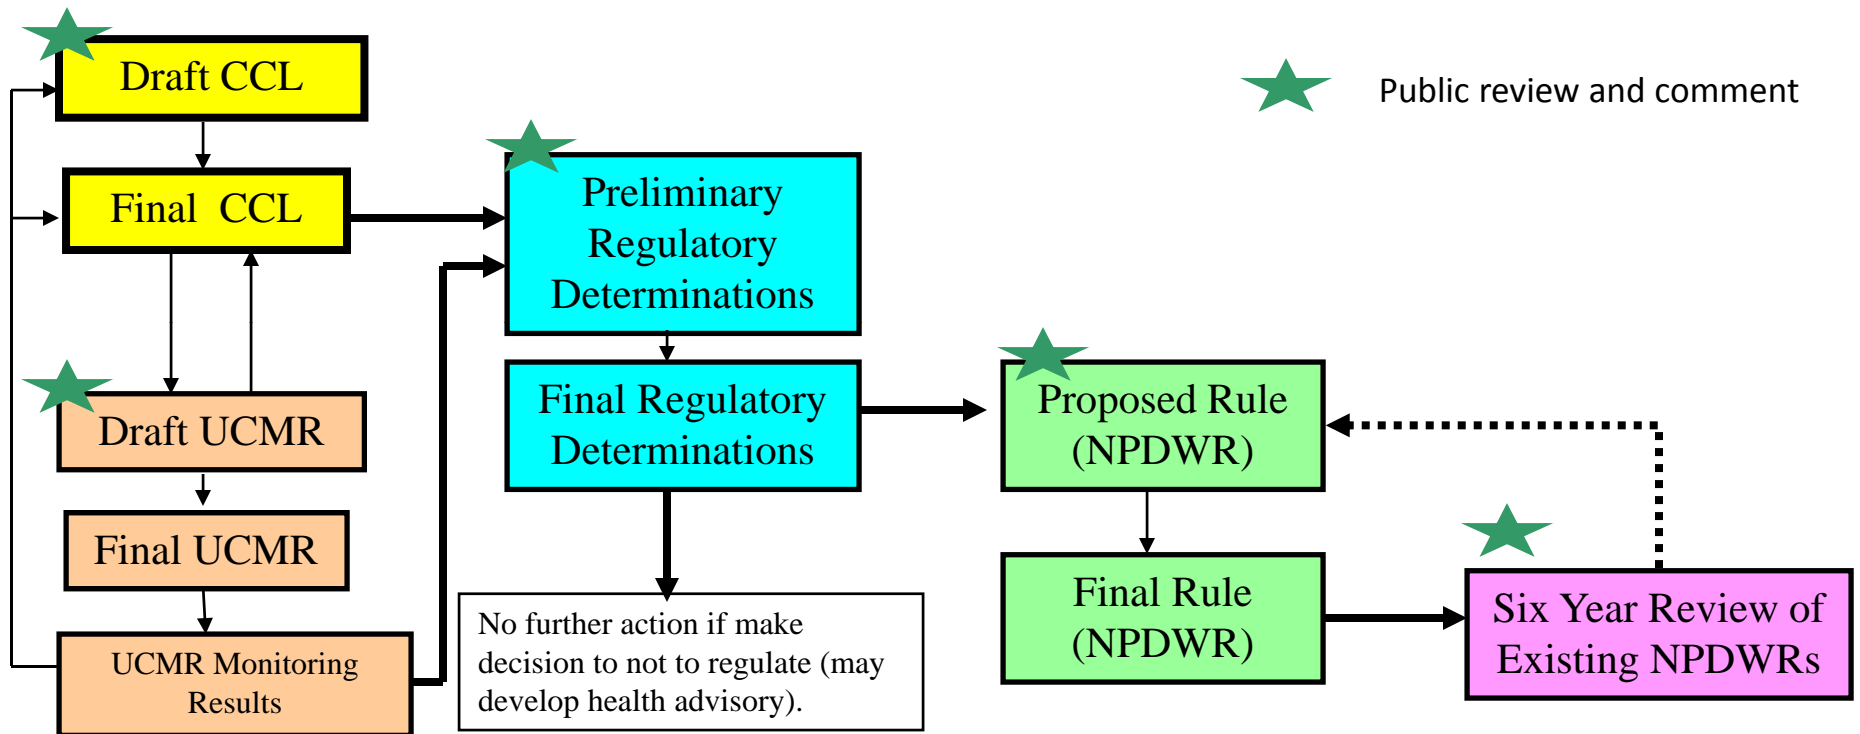 Draft CCL
Public review and comment
Final CCL
Preliminary
Regulatory
Determinations
Draft UCMR
Final Regulatory
Determinations
Proposed Rule
(NPDWR)
Final UCMR
UCMR Monitoring
Results
No further action if make
decision to not to regulate (may
develop health advisory).
Final Rule
(NPDWR)
Six Year Review of
Existing NPDWRs